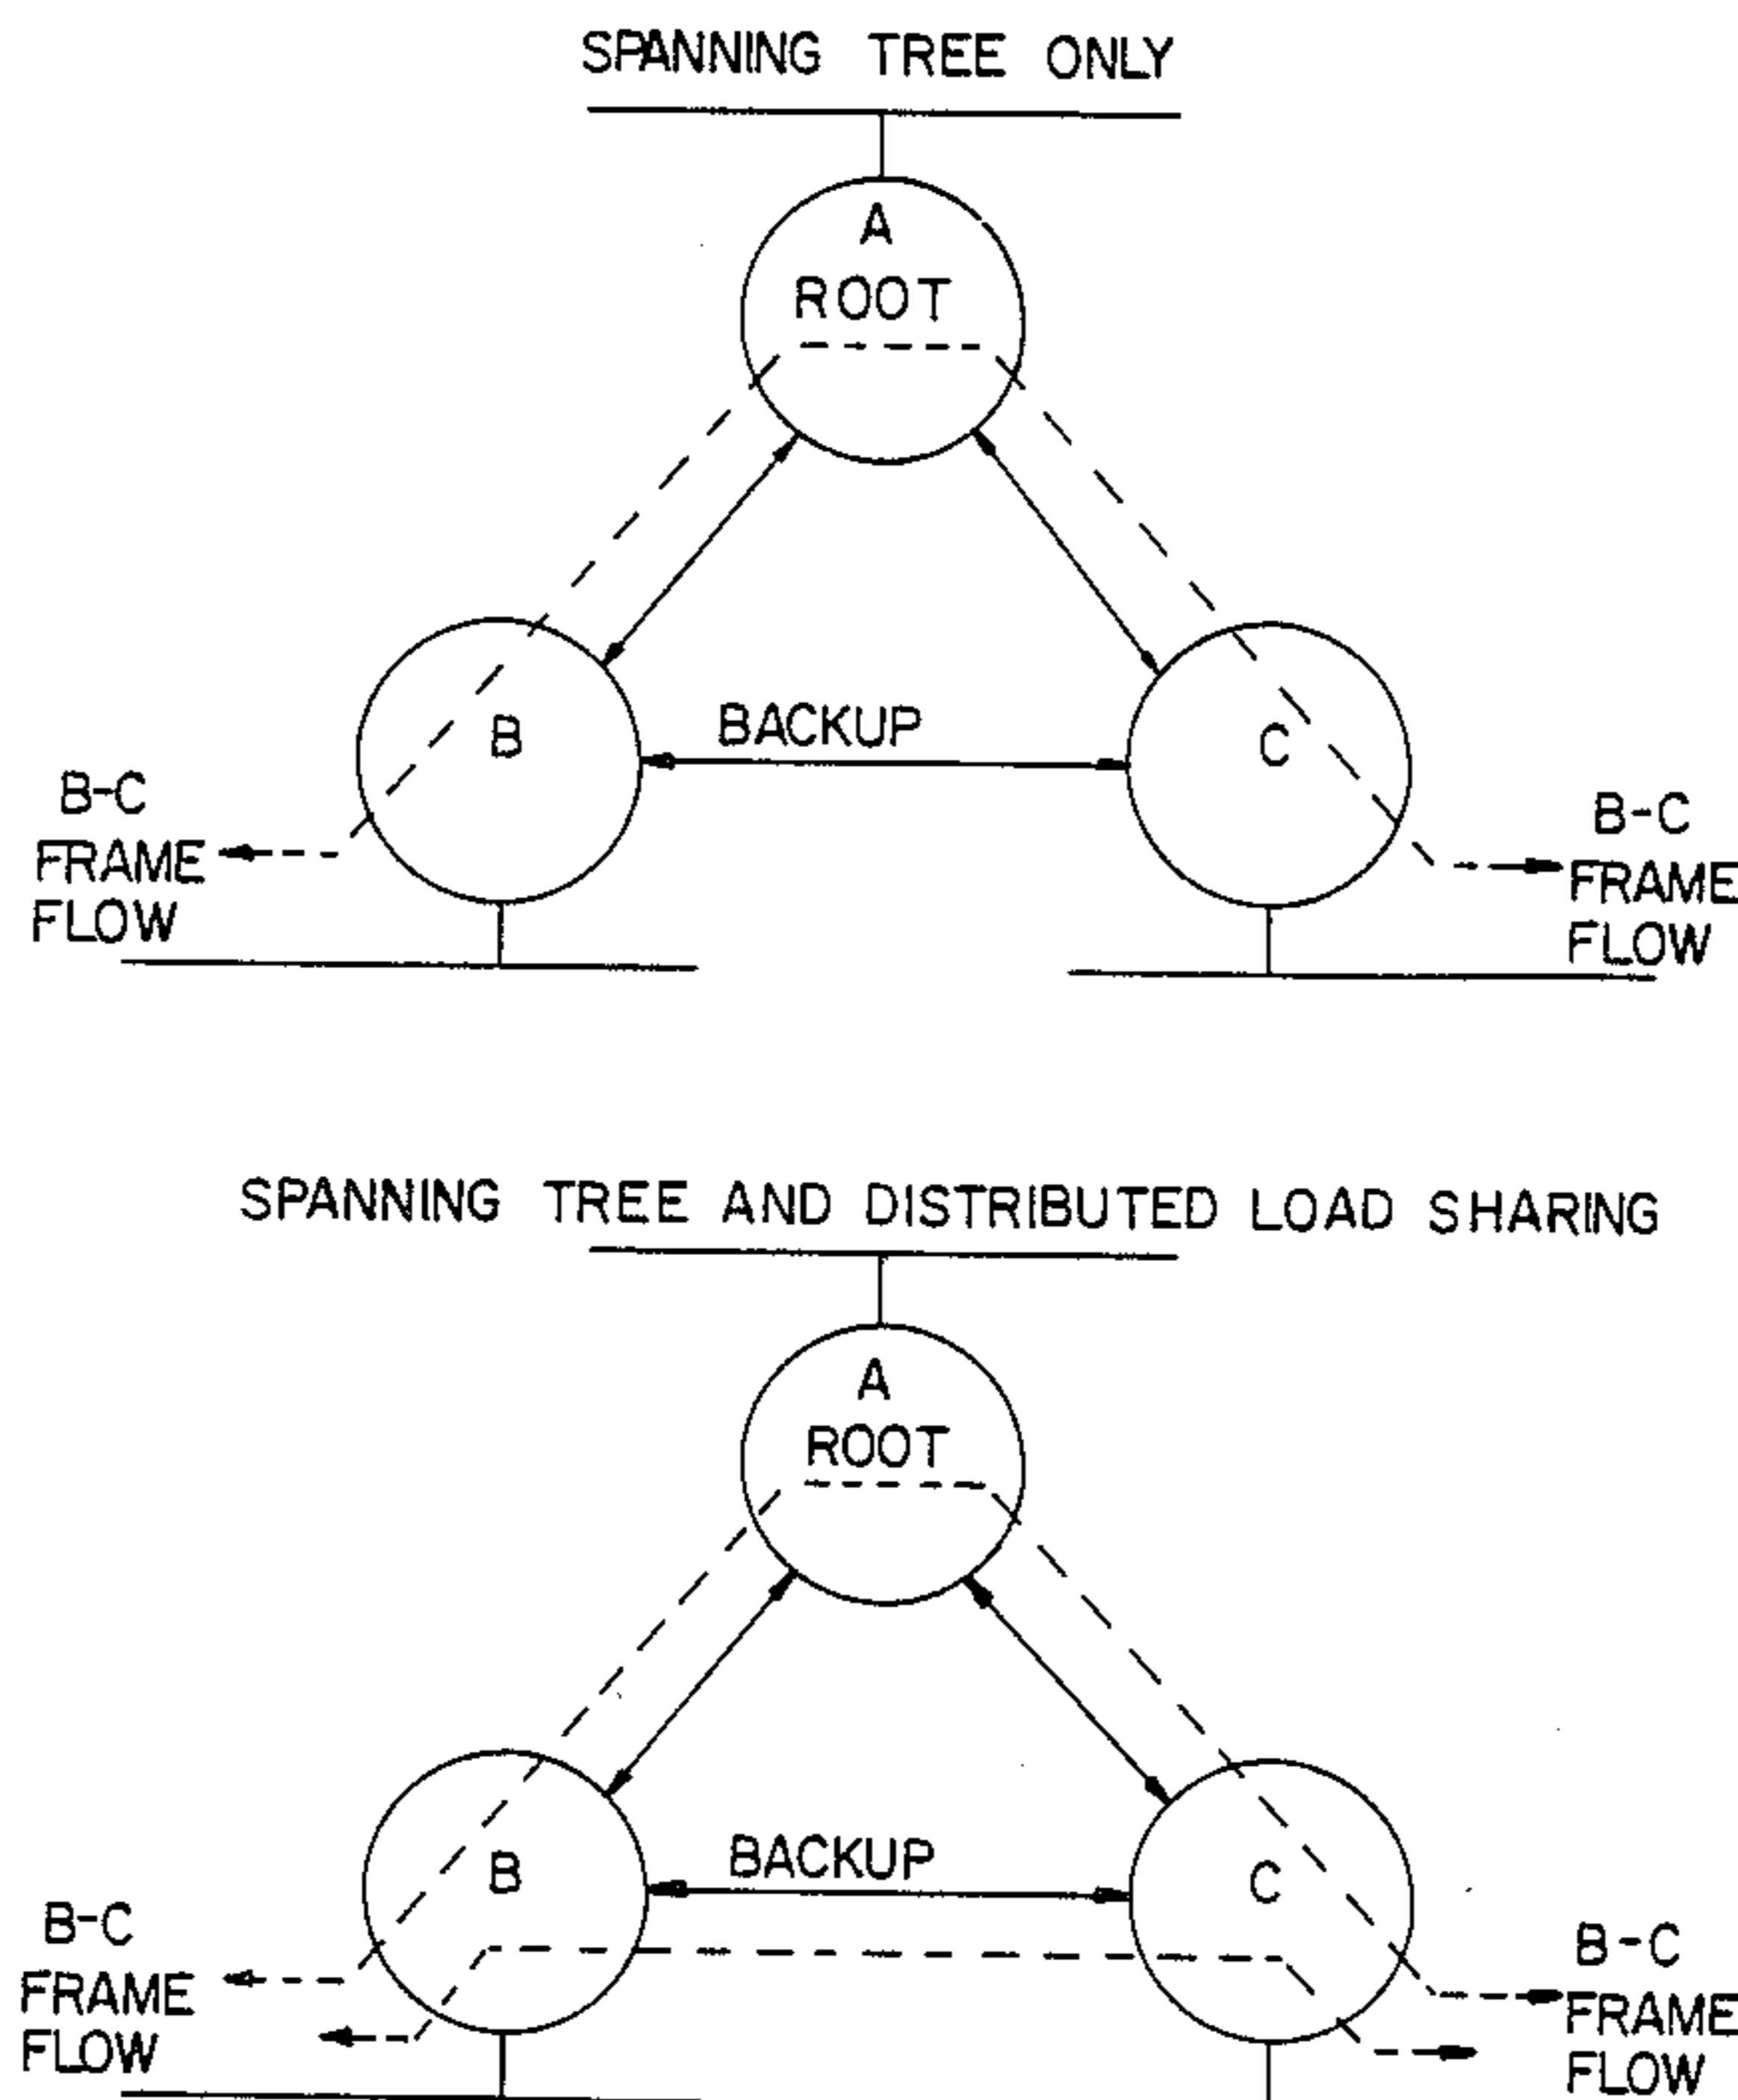 SPANNING TREE ONLY
A
ROOT
B
BACKUP
C
B-C
FRAME
FLOW
B-C
FRAME
FLOW
SPANNING TREE AND DISTRIBUTED LOAD SHARING
A
ROOT
B
BACKUP
C
B-C
FRAME
FLOW
B-C
FRAME
FLOW